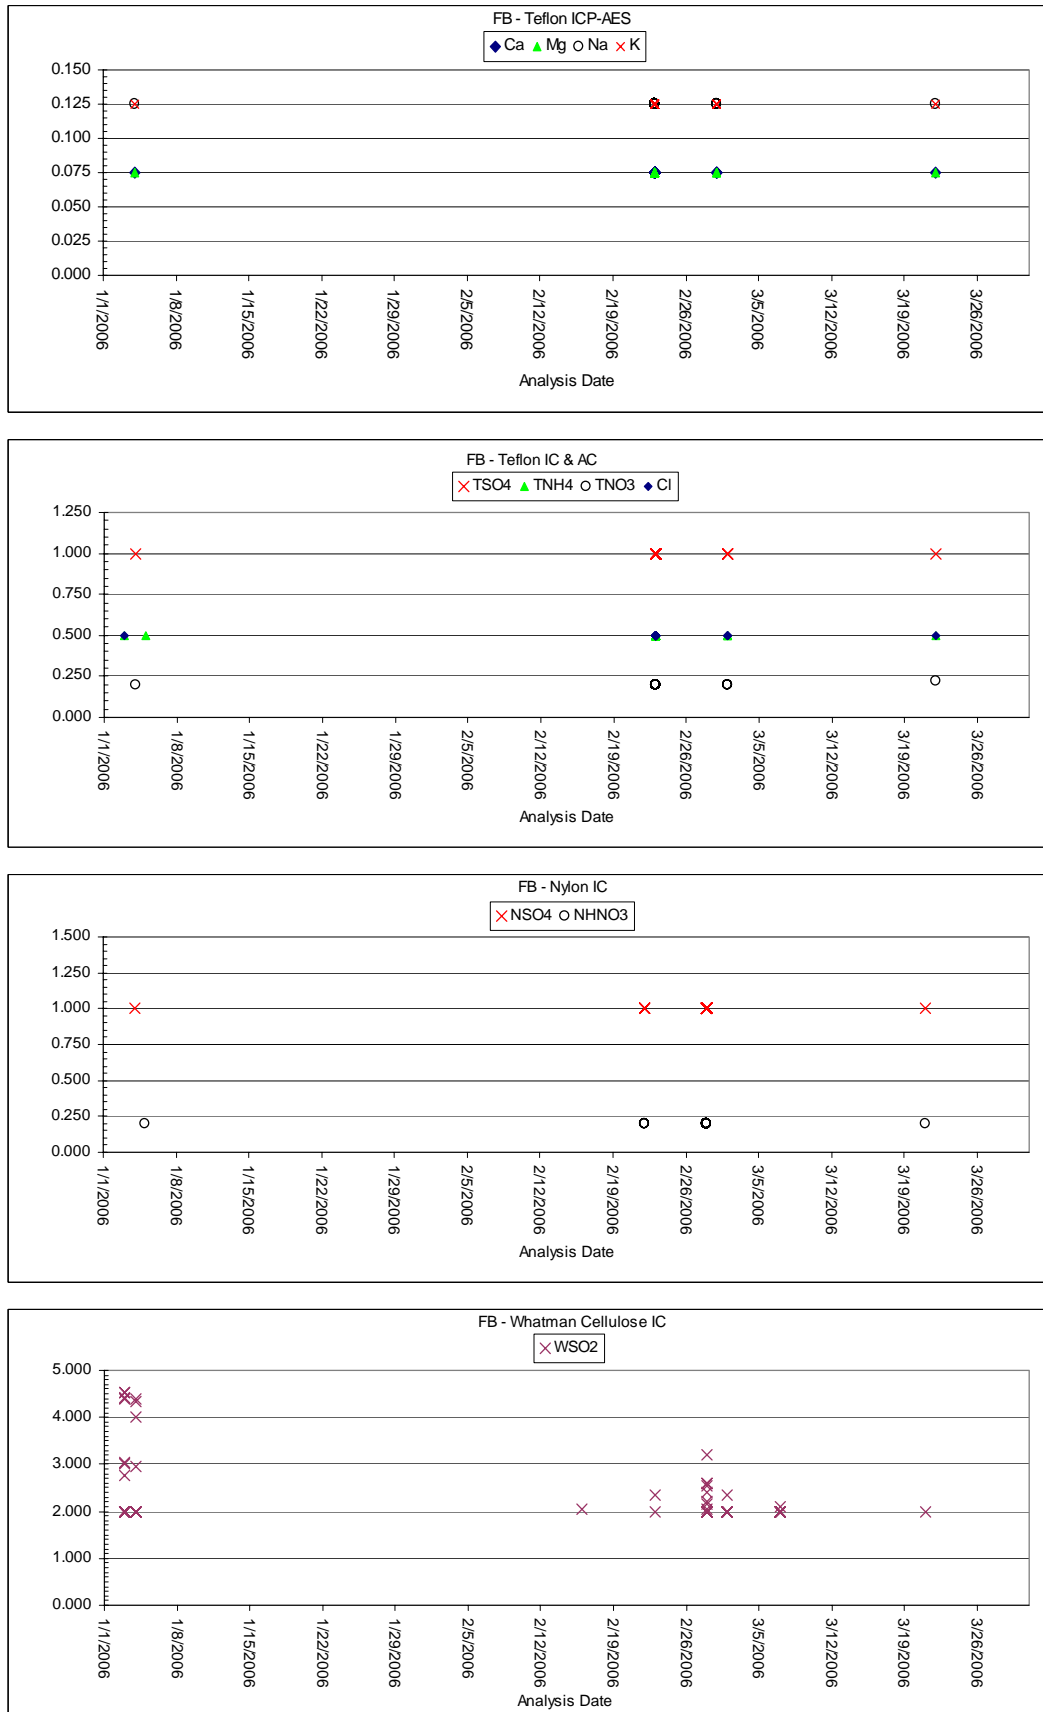 FB - Teflon ICP-AES
Ca Mg Na K
0.150
0.125
0.100
0.075
0.050
0.025
0.000
1/1/2006 1/8/2006 1/15/2006 1/22/2006 1/29/2006 2/5/2006 2/12/2006 2/19/2006 2/26/2006 3/5/2006 3/12/2006 3/19/2006 3/26/2006
Analysis Date
FB - Teflon IC & AC
TSO4 TNH4 TNO3 Cl
1.250
1.000
0.750
0.500
0.250
0.000
1/1/2006 1/8/2006 1/15/2006 1/22/2006 1/29/2006 2/5/2006 2/12/2006 2/19/2006 2/26/2006 3/5/2006 3/12/2006 3/19/2006 3/26/2006
Analysis Date
FB - Nylon IC
NSO4 NHNO3
1.500
1.250
1.000
0.750
0.500
0.250
0.000
1/1/2006 1/8/2006 1/15/2006 1/22/2006 1/29/2006 2/5/2006 2/12/2006 2/19/2006 2/26/2006 3/5/2006 3/12/2006 3/19/2006 3/26/2006
Analysis Date
FB - Whatman Cellulose IC
WSO2
5.000
4.000
3.000
2.000
1.000
0.000
1/1/2006 1/8/2006 1/15/2006 1/22/2006 1/29/2006 2/5/2006 2/12/2006 2/19/2006 2/26/2006 3/5/2006 3/12/2006 3/19/2006 3/26/2006
Analysis Date